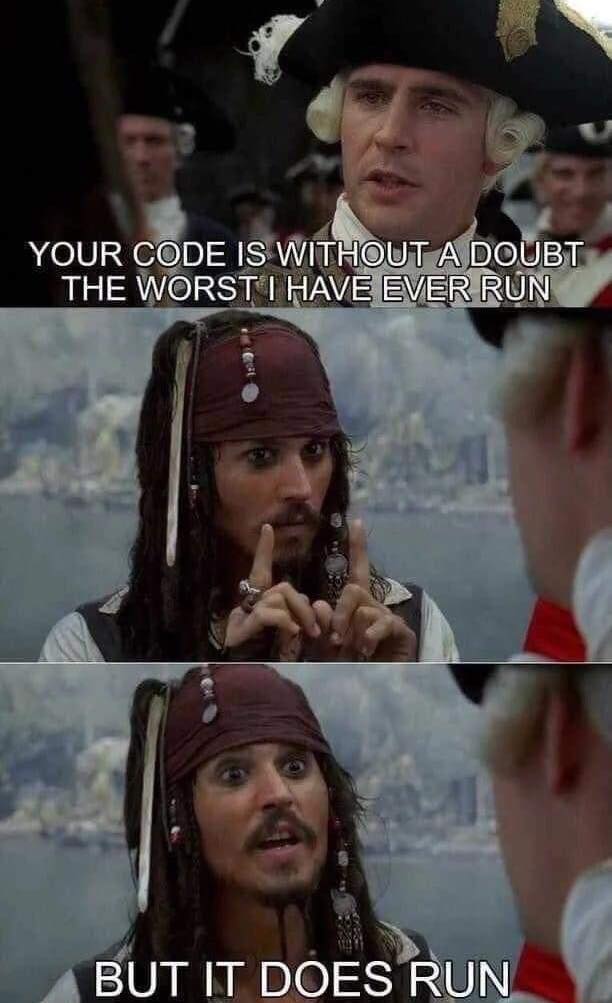 YOUR CODE IS WITHOUT A DOUBT
THE WORST I HAVE EVER RUN
BUT IT DOES RUN